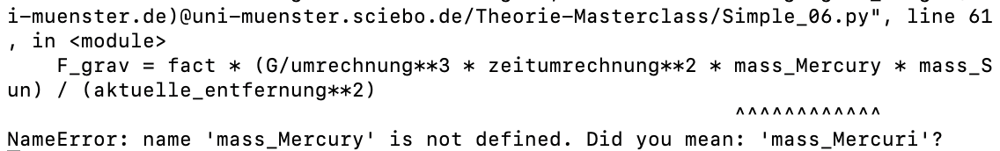 i-muenster.de)@uni-muenster.sciebo.de/Theorie-Masterclass/Simple_06.py", line 61
, in <module>
    F_grav = fact * (G/umrechnung**3 * zeitumrechnung**2 * mass_Mercury * mass_S
un) / (aktuelle_entfernung**2)
                                                           ^^^^^^^^^^^^
NameError: name 'mass_Mercury' is not defined. Did you mean: 'mass_Mercuri'?